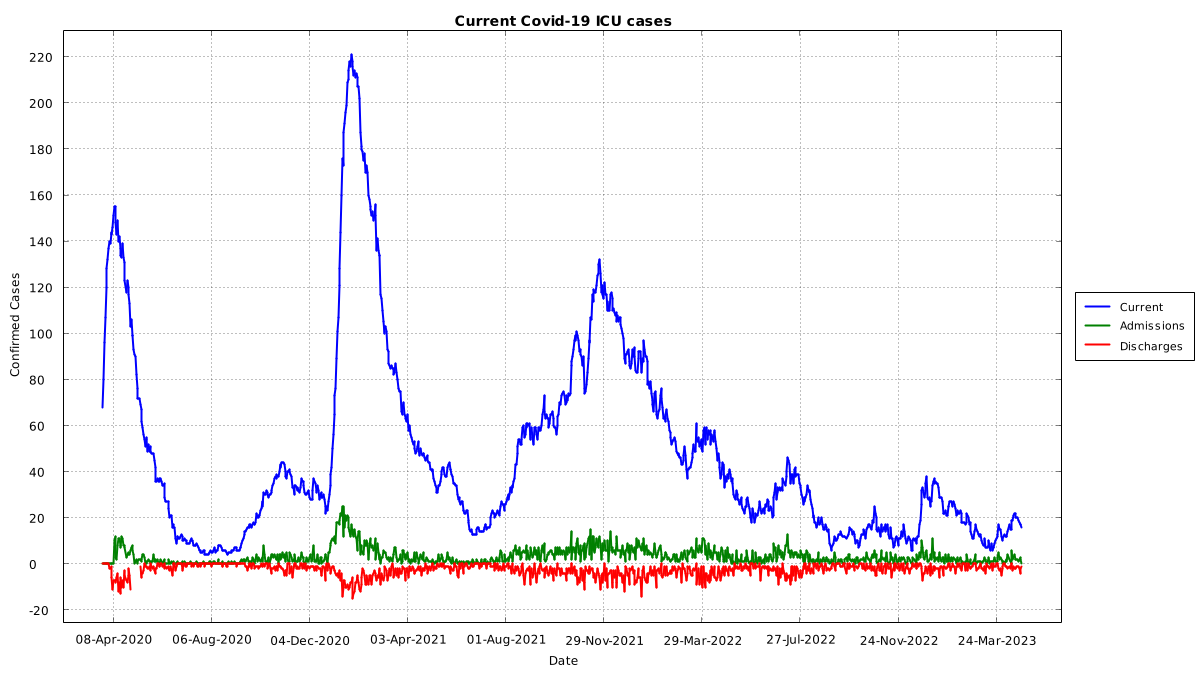 Current Covid-19 ICU cases
220
200
180
160
140
120
100
80
60
40
20
0
-20
Confirmed Cases
08-Apr-2020 06-Aug-2020 04-Dec-2020 03-Apr-2021 01-Aug-2021 29-Nov-2021 29-Mar-2022 27-Jul-2022 24-Nov-2022 24-Mar-2023
Date
Current
Admissions
Discharges